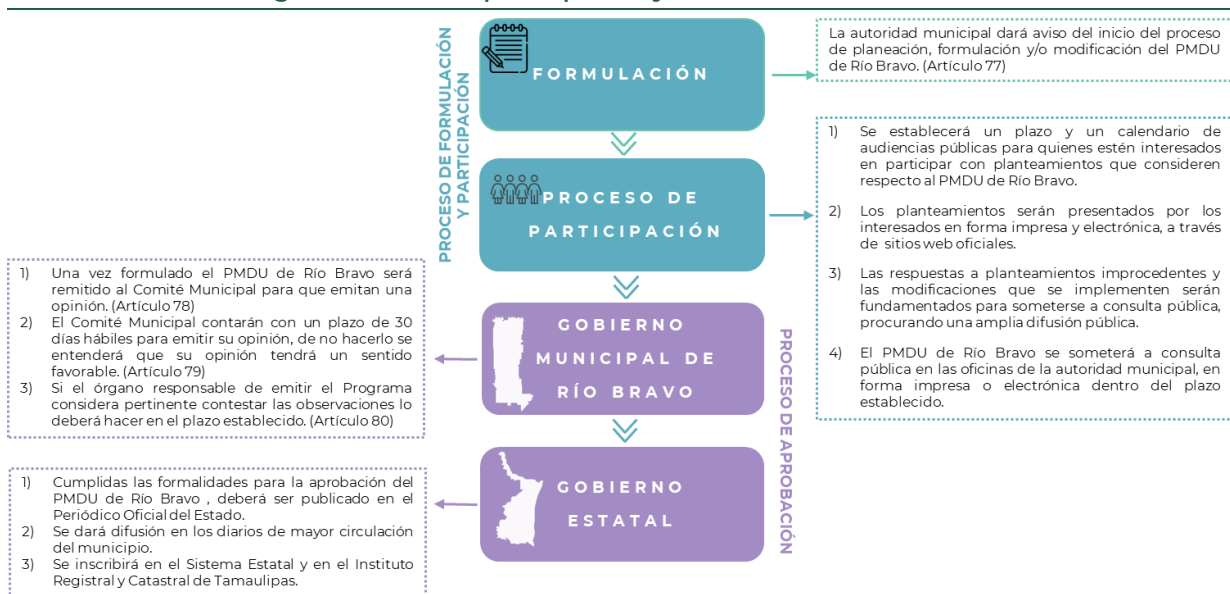 PROCESO DE FORMULACIÓN
Y PARTICIPACIÓN
FORMULACIÓN
La autoridad municipal dará aviso del inicio del proceso
de planeación, formulación y/o modificación del PMDU
de Río Bravo. (Artículo 77)
PROCESO DE
PARTICIPACIÓN
1) Se establecerá un plazo y un calendario de
audiencias públicas para quienes estén interesados
en participar con planteamientos que consideren
respecto al PMDU de Río Bravo.
2) Los planteamientos serán presentados por los
interesados en forma impresa y electrónica, a través
de sitios web oficiales.
3) Las respuestas a planteamientos improcedentes y
las modificaciones que se implementen serán
fundamentados para someterse a consulta pública,
procurando una amplia difusión pública.
4) El PMDU de Río Bravo se someterá a consulta
pública en las oficinas de la autoridad municipal, en
forma impresa o electrónica dentro del plazo
establecido.
PROCESO DE APROBACIÓN
GOBIERNO
MUNICIPAL DE
RÍO BRAVO
1) Una vez formulado el PMDU de Río Bravo será
remitido al Comité Municipal para que emitan una
opinión. (Artículo 78)
2) El Comité Municipal contarán con un plazo de 30
días hábiles para emitir su opinión, de no hacerlo se
entenderá que su opinión tendrá un sentido
favorable. (Artículo 79)
3) Si el órgano responsable de emitir el Programa
considera pertinente contestar las observaciones lo
deberá hacer en el plazo establecido. (Artículo 80)
GOBIERNO
ESTATAL
1) Cumplidas las formalidades para la aprobación del
PMDU de Río Bravo , deberá ser publicado en el
Periódico Oficial del Estado.
2) Se dará difusión en los diarios de mayor circulación
del municipio.
3) Se inscribirá en el Sistema Estatal y en el Instituto
Registral y Catastral de Tamaulipas.